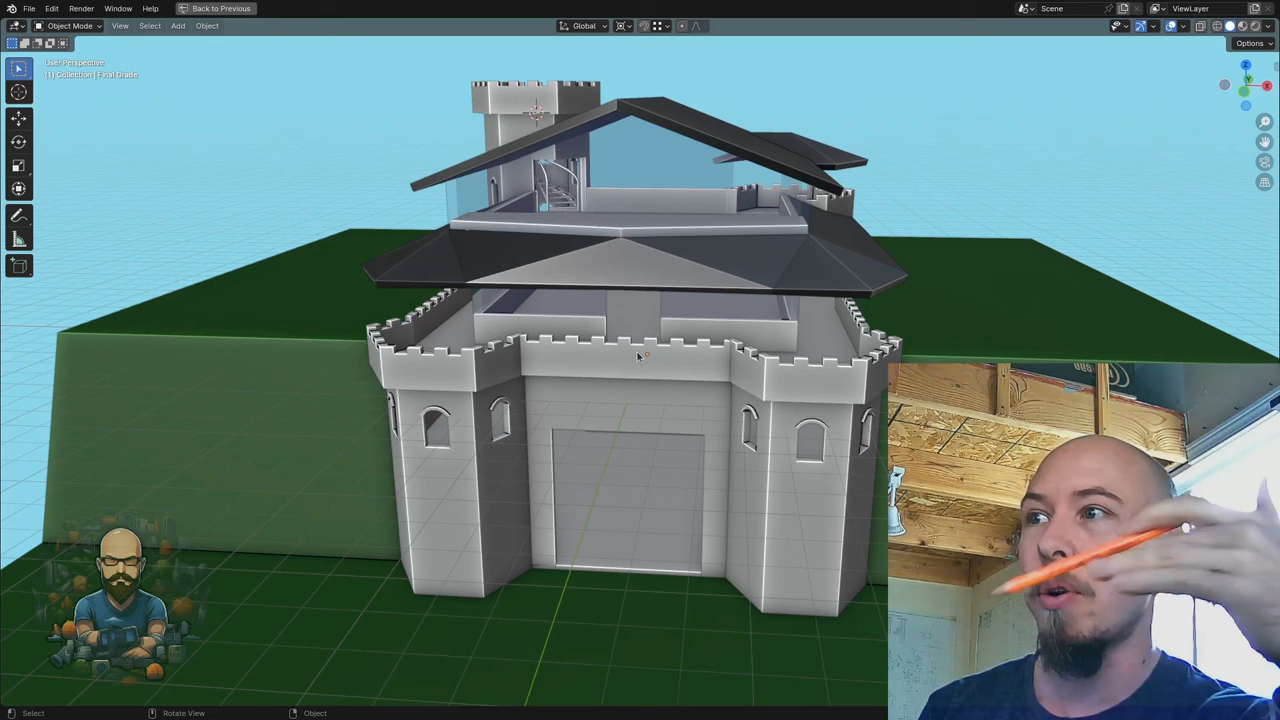 File Edit Render Window Help Back to Previous Scene ViewLayer
Object Mode View Select Add Object Global
Options
User Perspective
(1) Collection | Final Grade
Z
Y
X
Select Rotate View Object